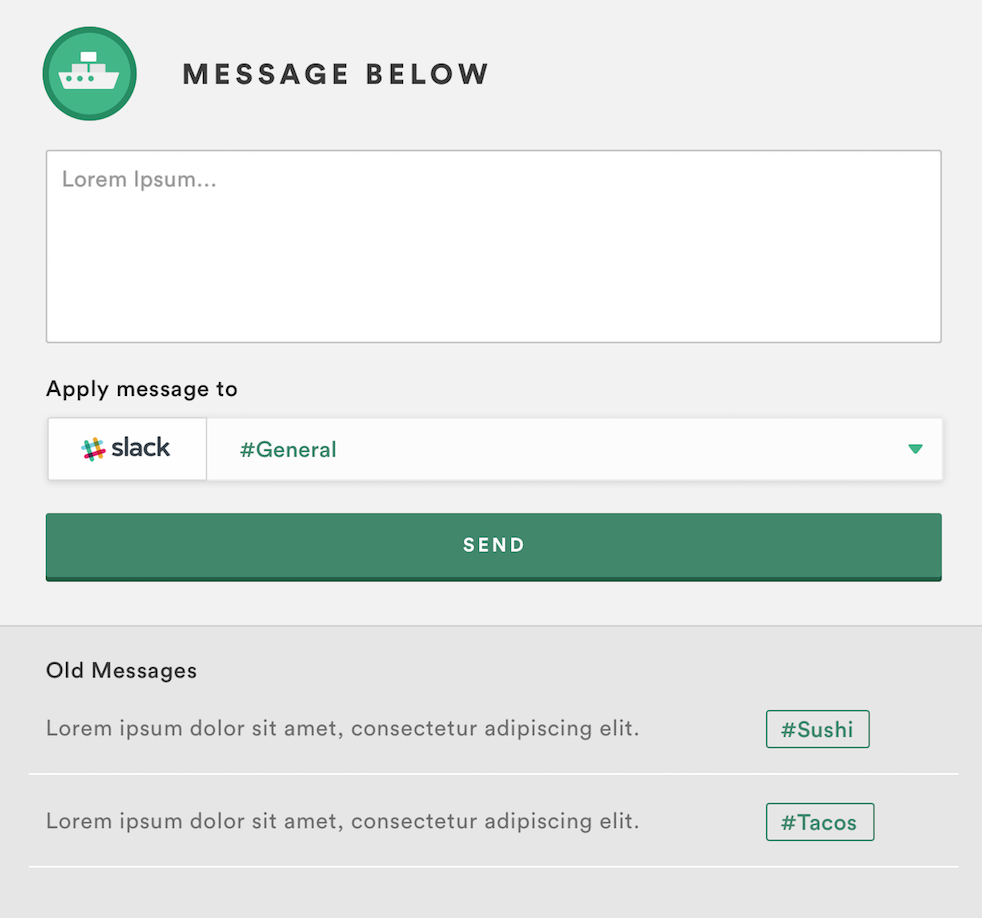 MESSAGE BELOW
Lorem Ipsum...
Apply message to
slack #General
SEND
Old Messages
Lorem ipsum dolor sit amet, consectetur adipiscing elit. #Sushi
Lorem ipsum dolor sit amet, consectetur adipiscing elit. #Tacos